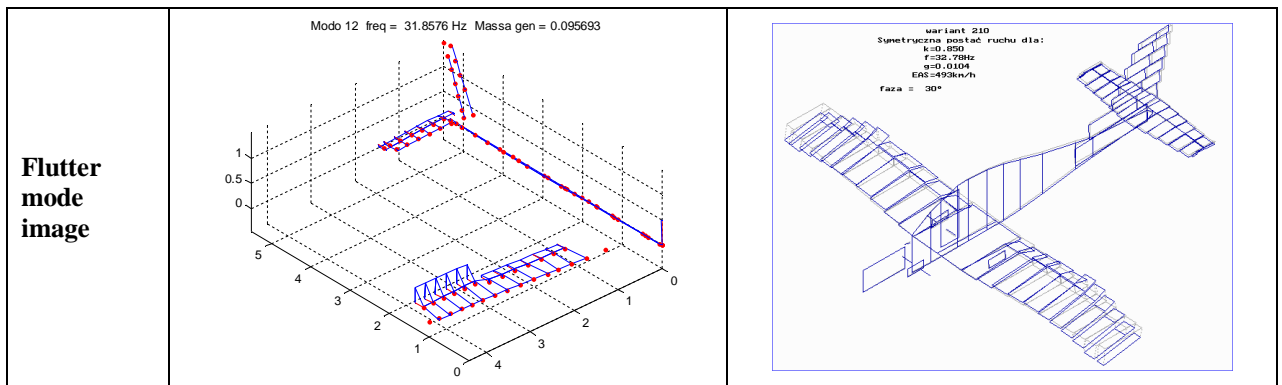 Flutter
mode
image
Modo 12 freq = 31.8576 Hz Massa gen = 0.095693
1
0.5
0
5
4
3
2
1
0
4
3
2
1
0
wariant 210
Symetryczna postać ruchu dla:
k=0.850
f=32.78Hz
g=0.0104
EAS=493km/h
faza = 30°